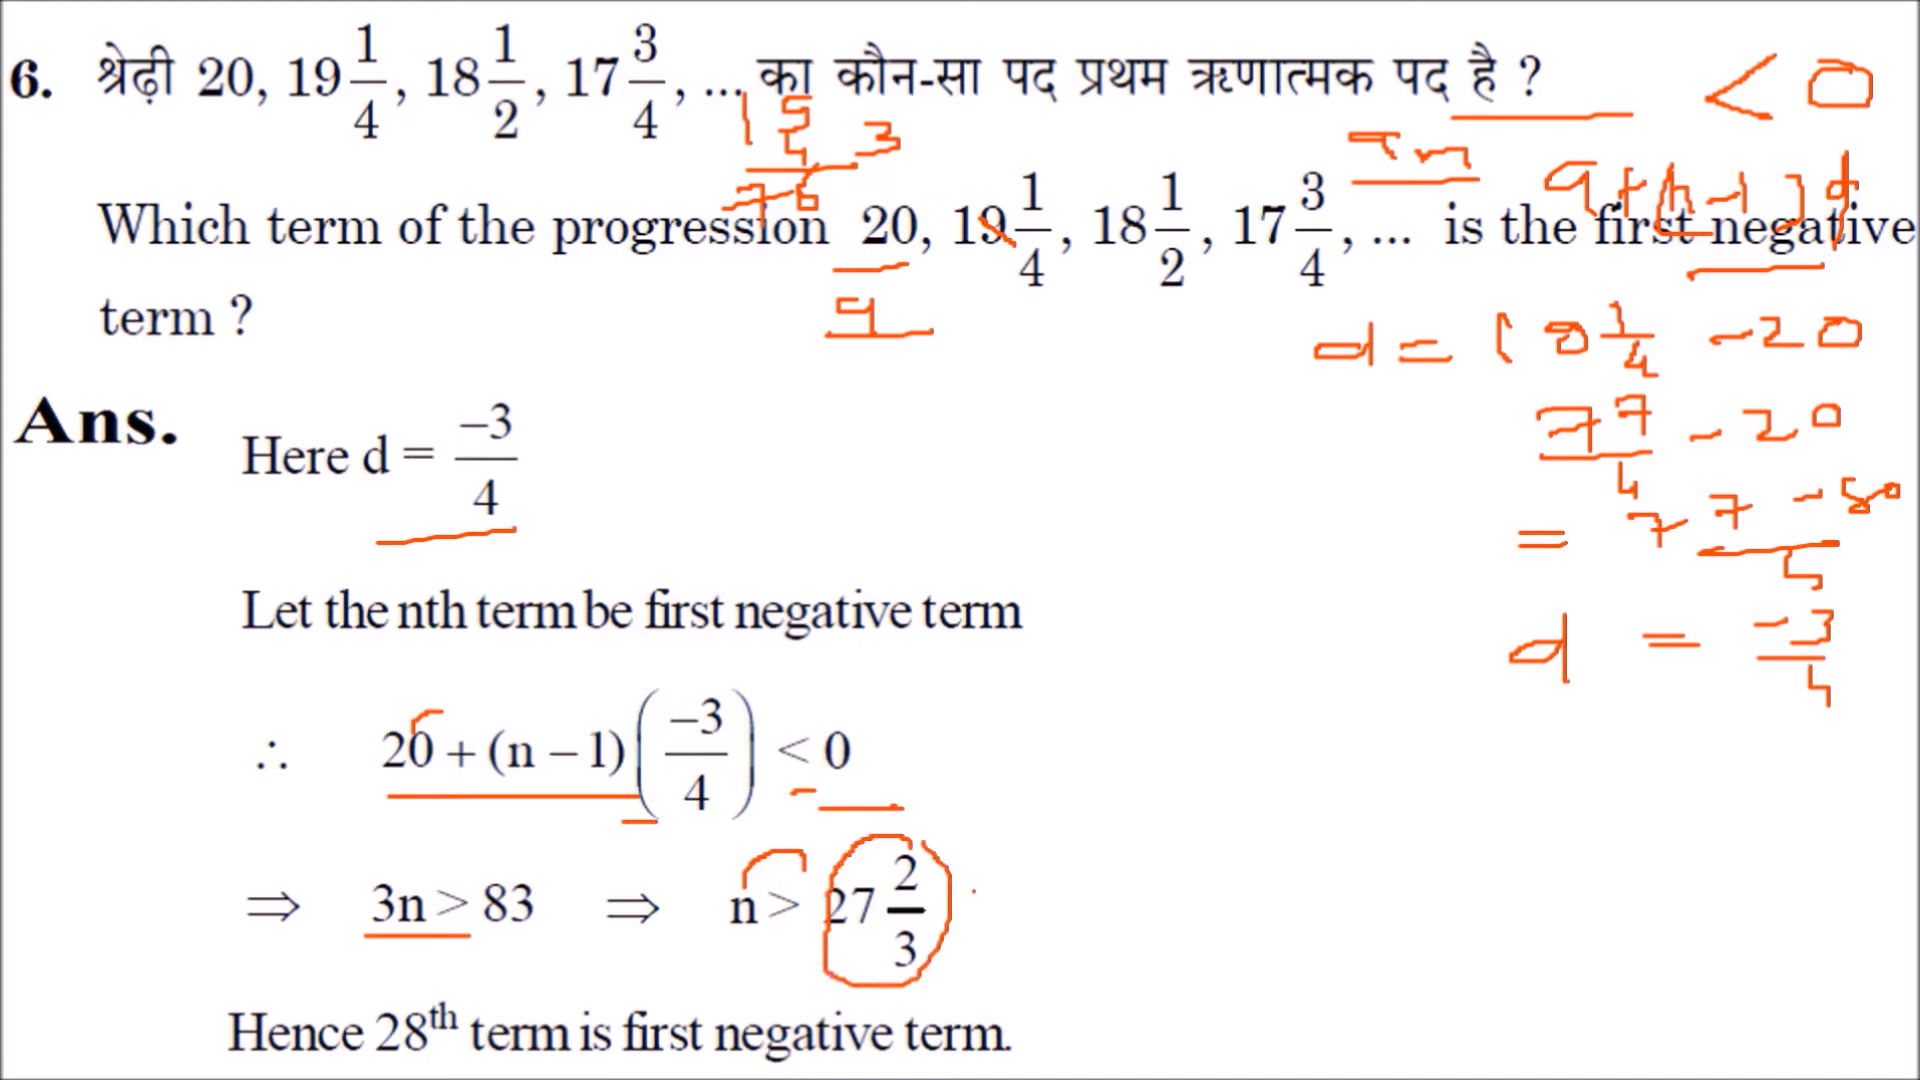 6. श्रेढ़ी 20, 19 1/4, 18 1/2, 17 3/4, ... का कौन-सा पद प्रथम ऋणात्मक पद है ?
< 0
a+(n-1)d
Which term of the progression 20, 19 1/4, 18 1/2, 17 3/4, ... is the first negative
term ?
d = 1 1/4 -20
77/4 -20
Ans. Here d = –3/4
= 77-80/4
Let the nth term be first negative term
d = -3/4
∴ 20 + (n – 1) (–3/4) < 0
⇒ 3n > 83 ⇒ n > 27 2/3
Hence 28th term is first negative term.